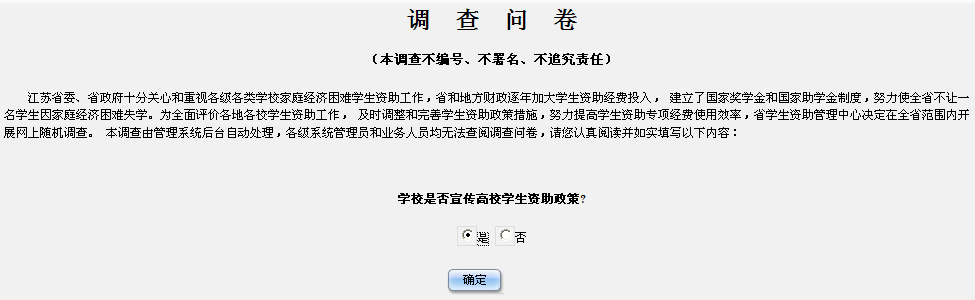 调 查 问 卷
（本调查不编号、不署名、不追究责任）
江苏省委、省政府十分关心和重视各级各类学校家庭经济困难学生资助工作，省和地方财政逐年加大学生资助经费投入， 建立了国家奖学金和国家助学金制度，努力使全省不让一
名学生因家庭经济困难失学。为全面评价各地各校学生资助工作， 及时调整和完善学生资助政策措施，努力提高学生资助专项经费使用效率，省学生资助管理中心决定在全省范围内开
展网上随机调查。 本调查由管理系统后台自动处理，各级系统管理员和业务人员均无法查阅调查问卷，请您认真阅读并如实填写以下内容：
学校是否宣传高校学生资助政策?
是 否
确定